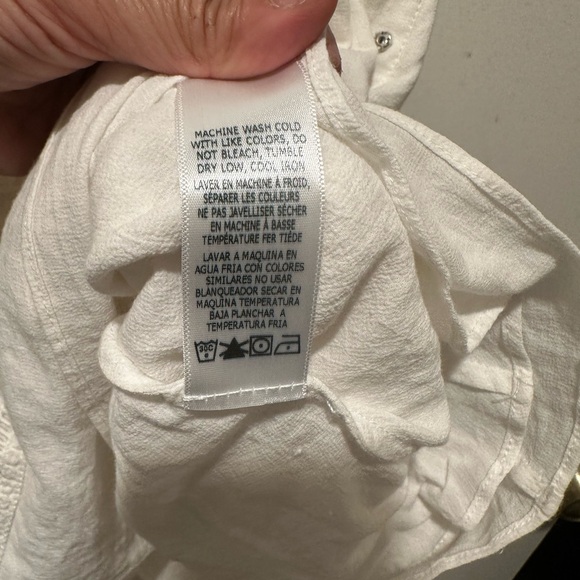 MACHINE WASH COLD
WITH LIKE COLORS, DO
NOT BLEACH, TUMBLE
DRY LOW, COOL IRON
LAVER EN MACHINE À FROID,
SÉPARER LES COULEURS
NE PAS JAVELLISER SÉCHER
EN MACHINE À BASSE
TEMPÉRATURE FER TIÈDE
LAVAR A MAQUINA EN
AGUA FRIA CON COLORES
SIMILARES NO USAR
BLANQUEADOR SECAR EN
MAQUINA TEMPERATURA
BAJA PLANCHAR A
TEMPERATURA FRIA
30C